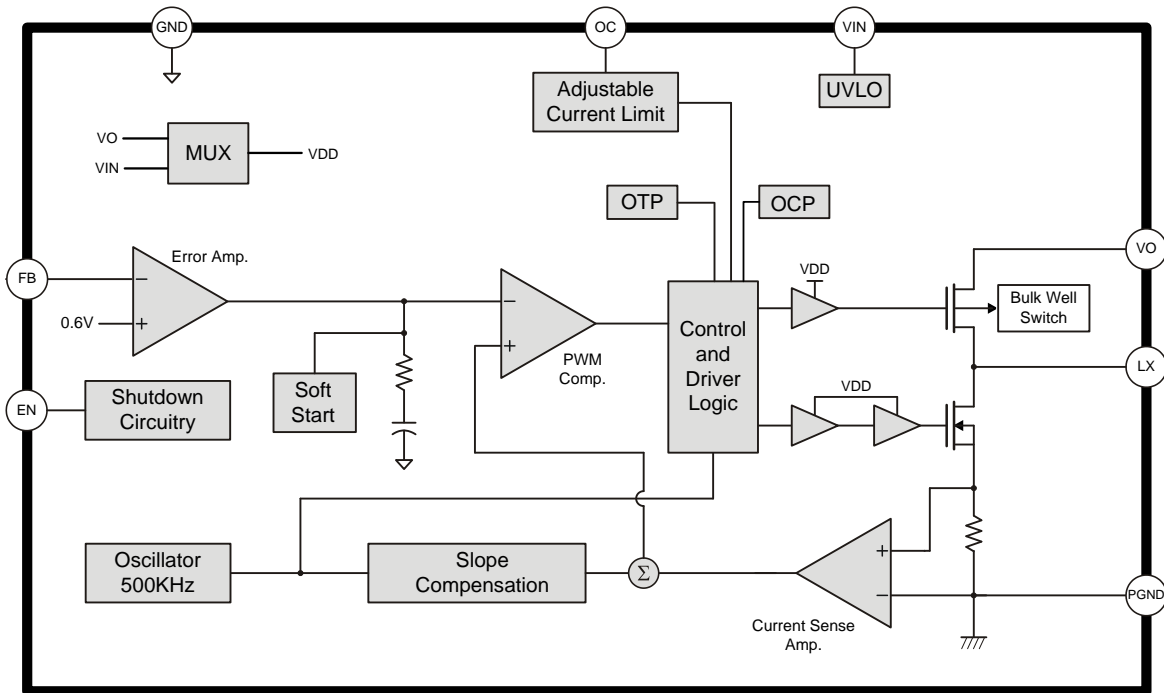 GND
OC
VIN
Adjustable
Current Limit
UVLO
VO
VIN
MUX
VDD
OTP
OCP
Error Amp.
FB
−
+
0.6V
−
+
PWM
Comp.
Control
and
Driver
Logic
VDD
VO
Bulk Well
Switch
LX
EN
Shutdown
Circuitry
Soft
Start
VDD
Oscillator
500KHz
Slope
Compensation
Σ
+
−
Current Sense
Amp.
PGND